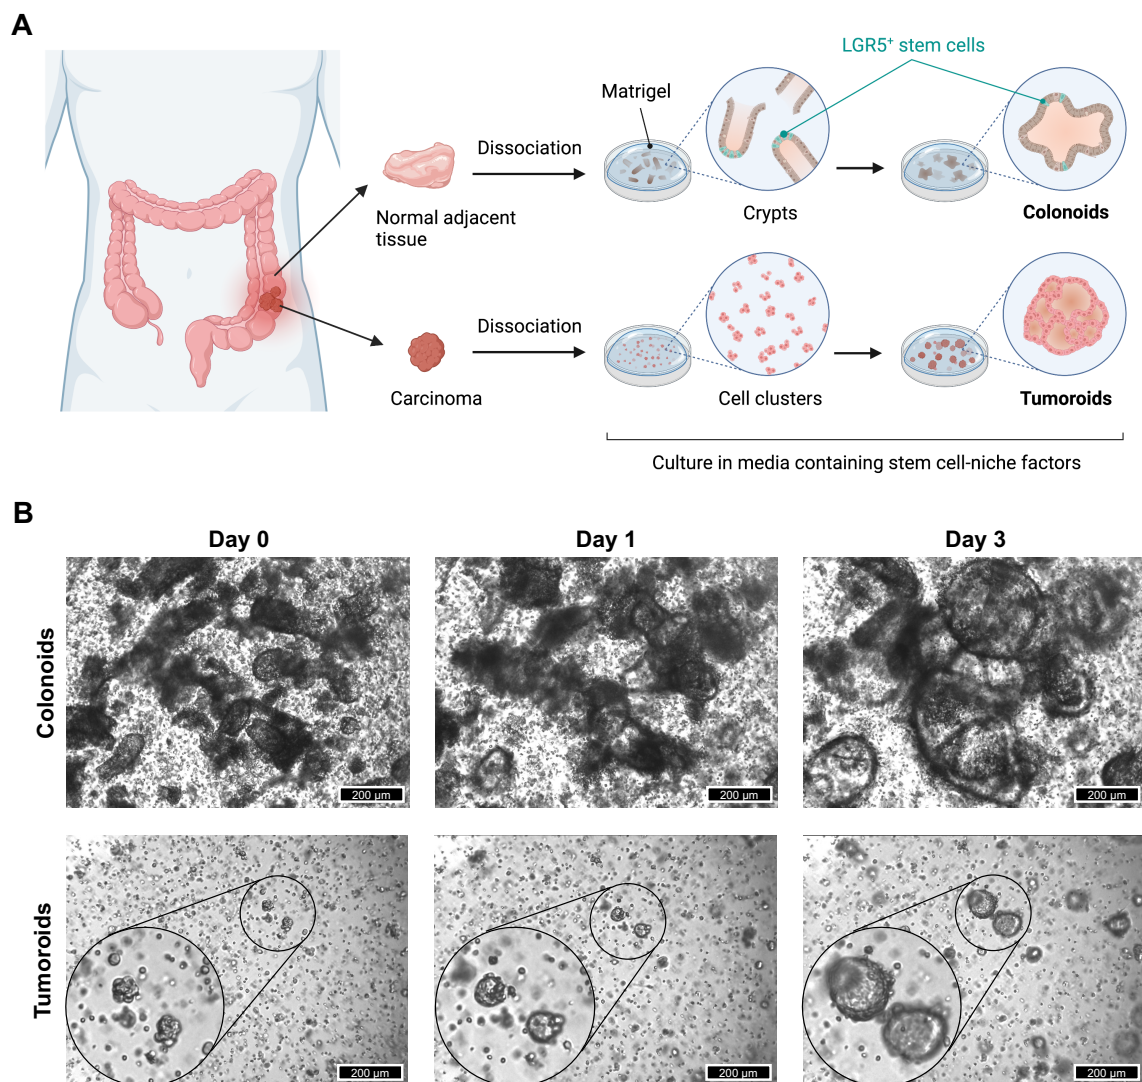 A
LGR5⁺ stem cells
Matrigel
Dissociation
Normal adjacent
tissue
Crypts
Colonoids
Dissociation
Carcinoma
Cell clusters
Tumoroids
Culture in media containing stem cell-niche factors
B
Day 0
Day 1
Day 3
Colonoids
200 µm
200 µm
200 µm
Tumoroids
200 µm
200 µm
200 µm